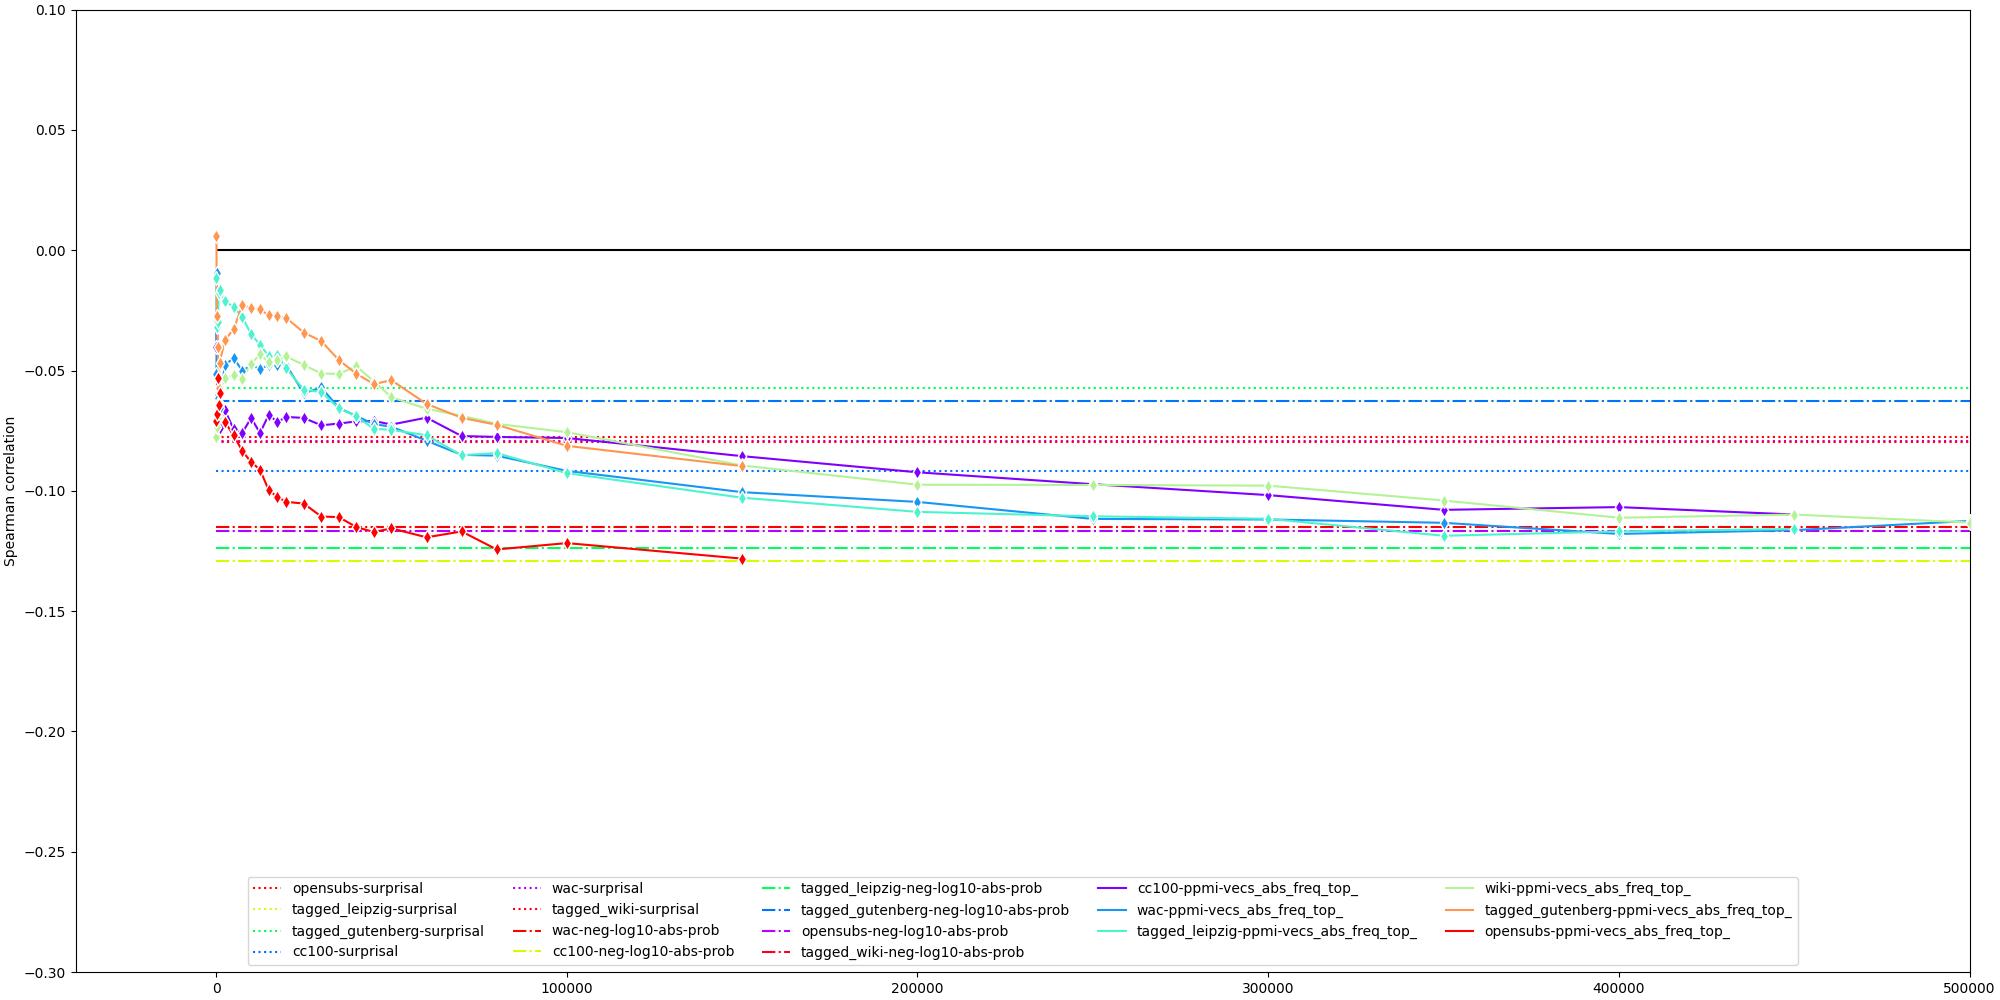 0.10
0.05
0.00
−0.05
−0.10
−0.15
−0.20
−0.25
−0.30
Spearman correlation
opensubs-surprisal
tagged_leipzig-surprisal
tagged_gutenberg-surprisal
cc100-surprisal
wac-surprisal
tagged_wiki-surprisal
wac-neg-log10-abs-prob
cc100-neg-log10-abs-prob
tagged_leipzig-neg-log10-abs-prob
tagged_gutenberg-neg-log10-abs-prob
opensubs-neg-log10-abs-prob
tagged_wiki-neg-log10-abs-prob
cc100-ppmi-vecs_abs_freq_top_
wac-ppmi-vecs_abs_freq_top_
tagged_leipzig-ppmi-vecs_abs_freq_top_
wiki-ppmi-vecs_abs_freq_top_
tagged_gutenberg-ppmi-vecs_abs_freq_top_
opensubs-ppmi-vecs_abs_freq_top_
0 100000 200000 300000 400000 500000